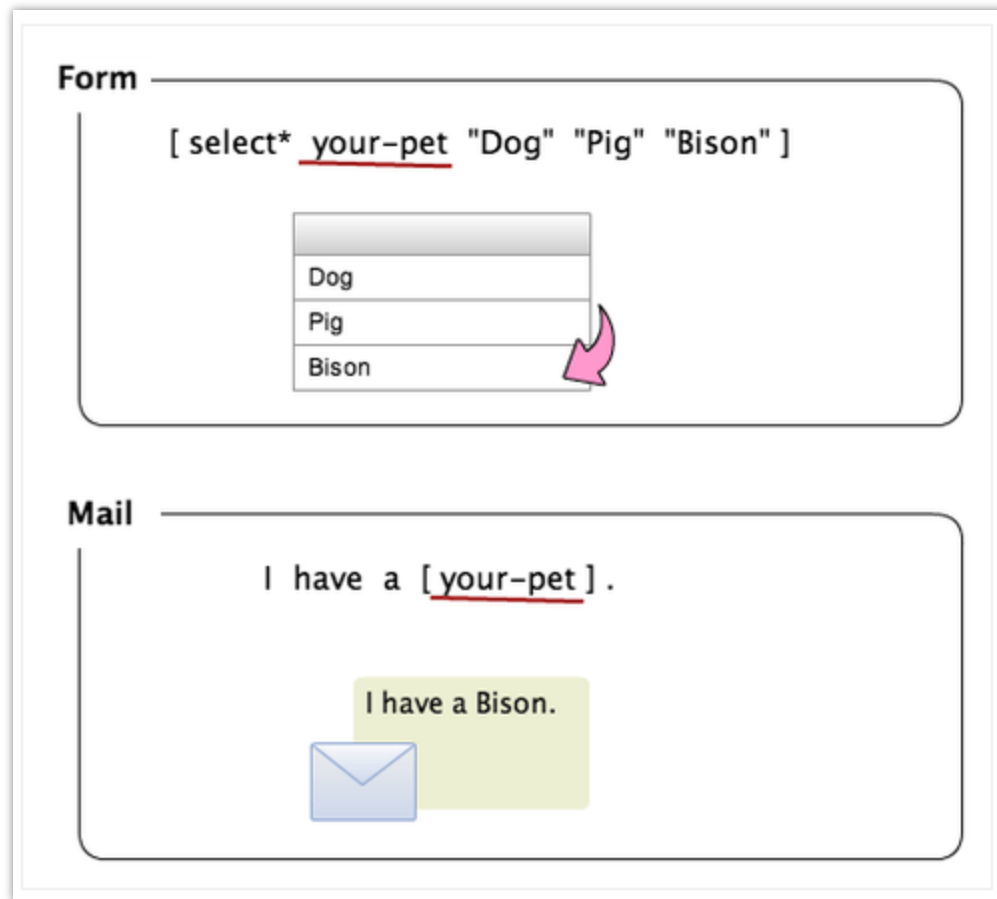 Form
[ select* your-pet "Dog" "Pig" "Bison" ]
Dog
Pig
Bison
Mail
I have a [ your-pet ] .
I have a Bison.